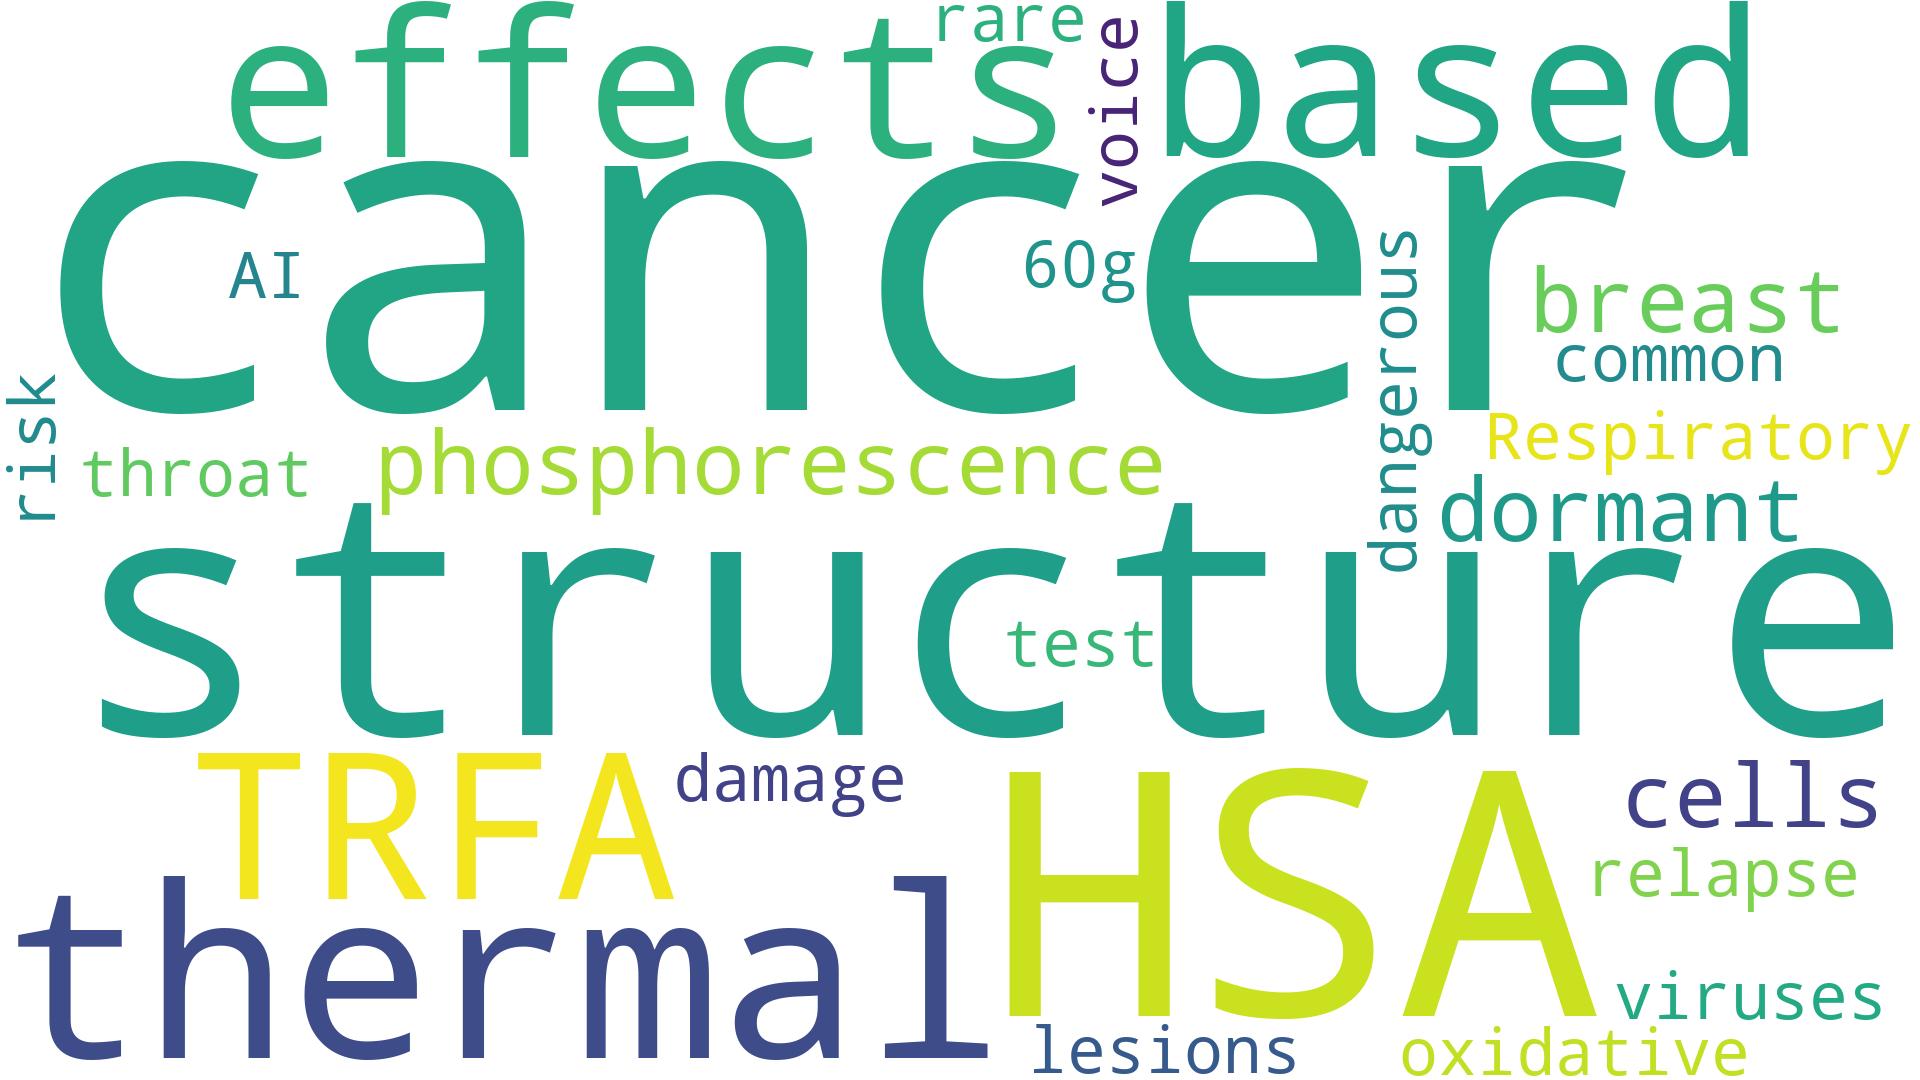 effects
rare
voice
based
cancer
AI
60g
dangerous
breast
common
risk
throat
phosphorescence
Respiratory
dormant
structure
test
TRFA
damage
HSA
cells
relapse
thermal
viruses
lesions
oxidative